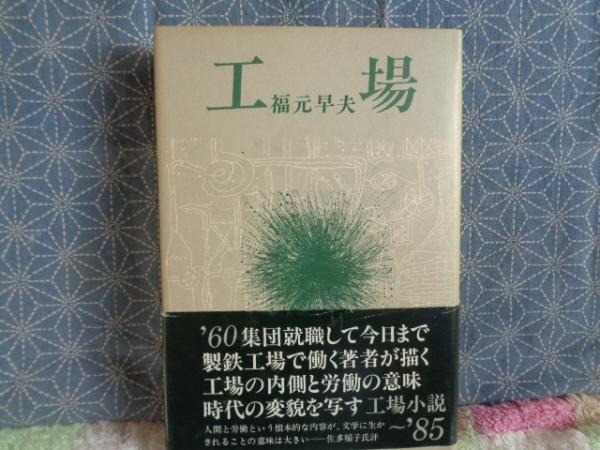 工場
福元早夫
'60集団就職して今日まで
製鉄工場で働く著者が描く
工場の内側と労働の意味
時代の変貌を写す工場小説
〜'85
人間と労働という根本的な内容が、文学に生か
されることの意味は大きい──佐多稲子氏評